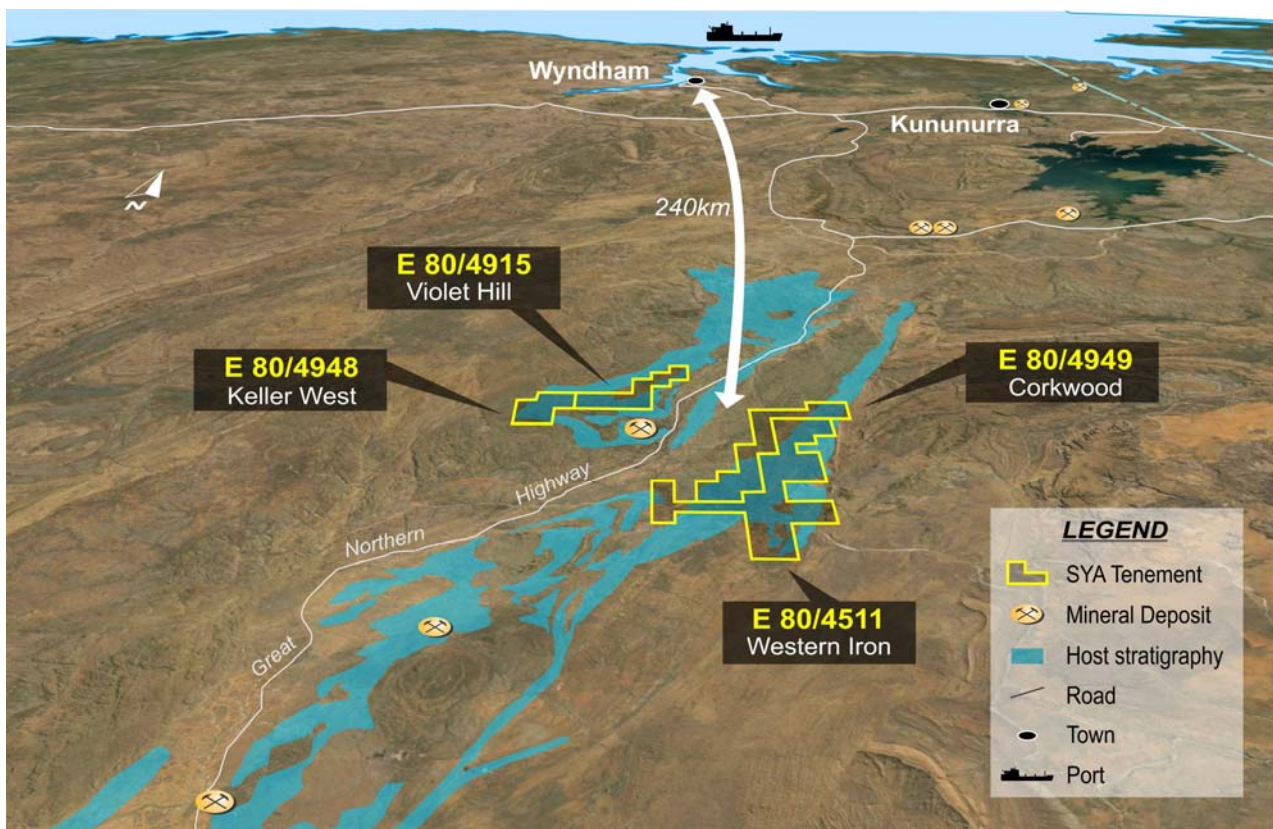 Wyndham
Kununurra
N
240km
E 80/4915
Violet Hill
E 80/4948
Keller West
E 80/4949
Corkwood
Great Northern Highway
E 80/4511
Western Iron
LEGEND
SYA Tenement
Mineral Deposit
Host stratigraphy
Road
Town
Port